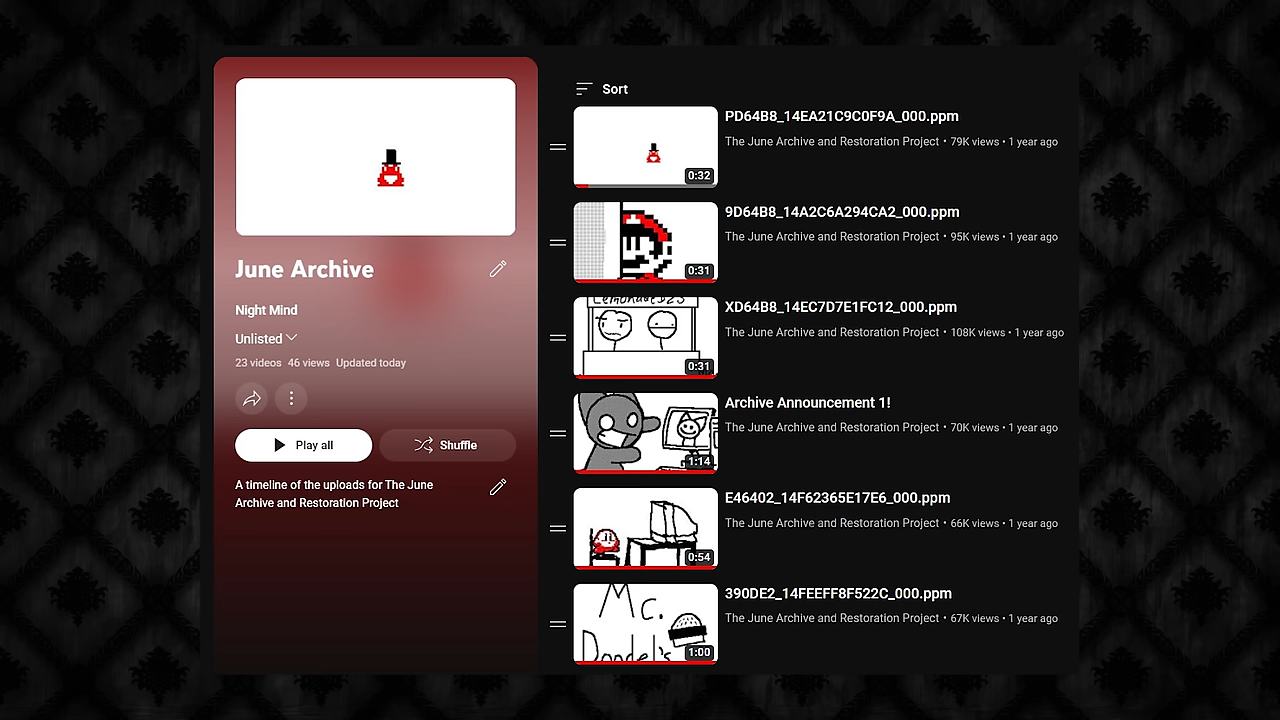 June Archive
Night Mind
Unlisted
23 videos 46 views Updated today
Play all
Shuffle
A timeline of the uploads for The June
Archive and Restoration Project
Sort
PD64B8_14EA21C9C0F9A_000.ppm
The June Archive and Restoration Project • 79K views • 1 year ago
0:32
9D64B8_14A2C6A294CA2_000.ppm
The June Archive and Restoration Project • 95K views • 1 year ago
0:31
XD64B8_14EC7D7E1FC12_000.ppm
The June Archive and Restoration Project • 108K views • 1 year ago
0:31
Archive Announcement 1!
The June Archive and Restoration Project • 70K views • 1 year ago
1:14
E46402_14F62365E17E6_000.ppm
The June Archive and Restoration Project • 66K views • 1 year ago
0:54
390DE2_14FEEFF8F522C_000.ppm
The June Archive and Restoration Project • 67K views • 1 year ago
Mc.
Dondel's
1:00